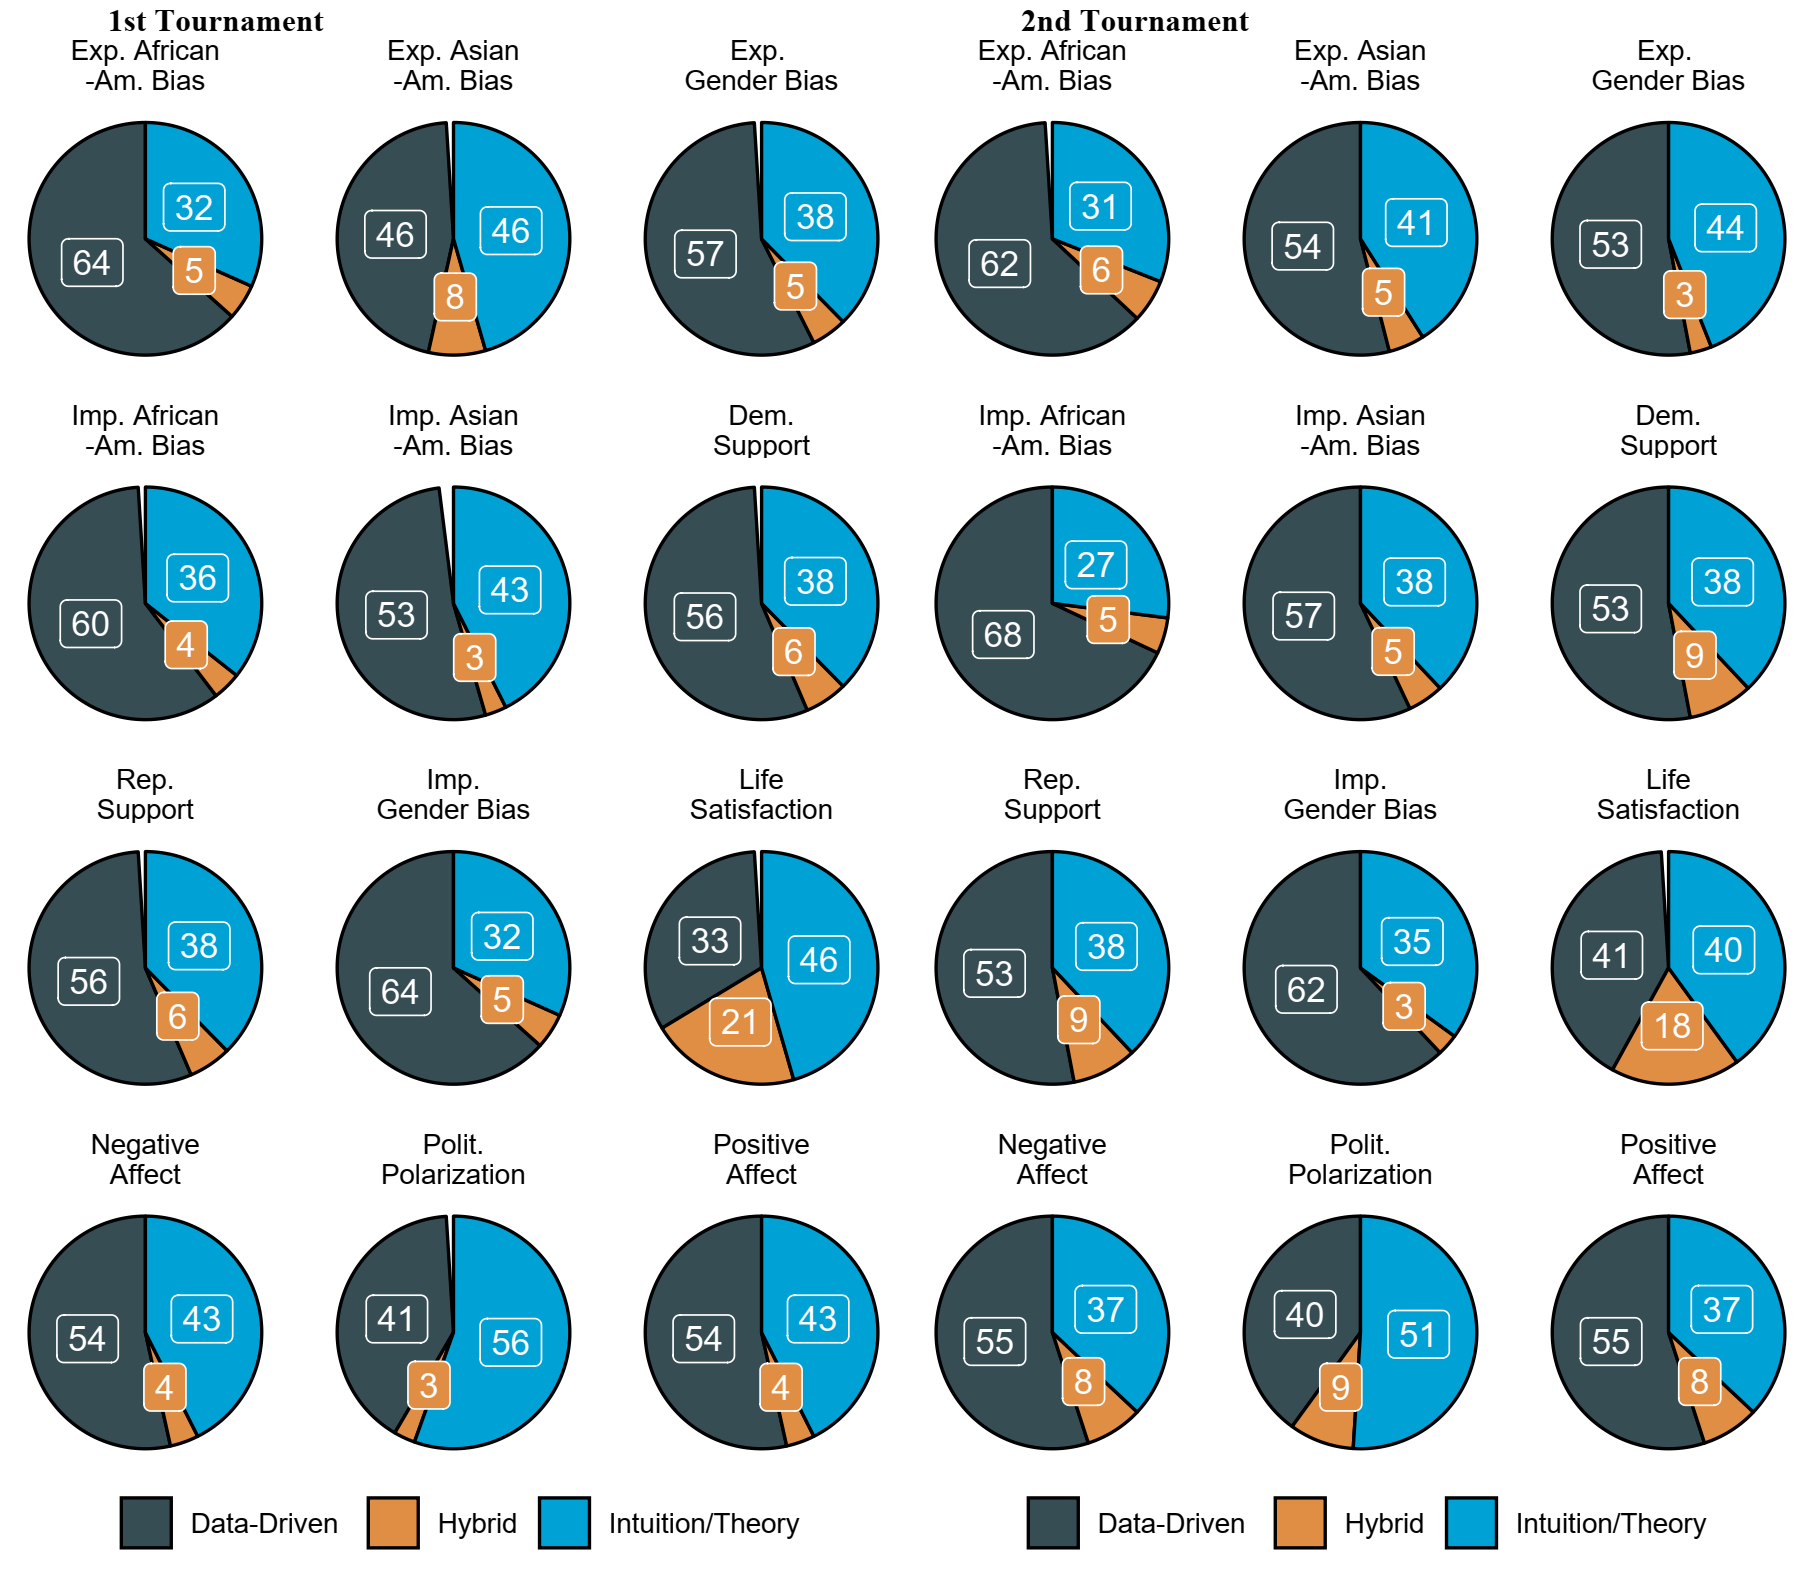 1st Tournament
2nd Tournament
Exp. African
-Am. Bias
Exp. Asian
-Am. Bias
Exp.
Gender Bias
Exp. African
-Am. Bias
Exp. Asian
-Am. Bias
Exp.
Gender Bias
32
64
5
46
46
8
38
57
5
31
62
6
41
54
5
44
53
3
Imp. African
-Am. Bias
Imp. Asian
-Am. Bias
Dem.
Support
Imp. African
-Am. Bias
Imp. Asian
-Am. Bias
Dem.
Support
36
60
4
43
53
3
38
56
6
27
68
5
38
57
5
38
53
9
Rep.
Support
Imp.
Gender Bias
Life
Satisfaction
Rep.
Support
Imp.
Gender Bias
Life
Satisfaction
38
56
6
32
64
5
33
46
21
38
53
9
35
62
3
41
40
18
Negative
Affect
Polit.
Polarization
Positive
Affect
Negative
Affect
Polit.
Polarization
Positive
Affect
43
54
4
41
56
3
43
54
4
37
55
8
40
51
9
37
55
8
Data-Driven
Hybrid
Intuition/Theory
Data-Driven
Hybrid
Intuition/Theory